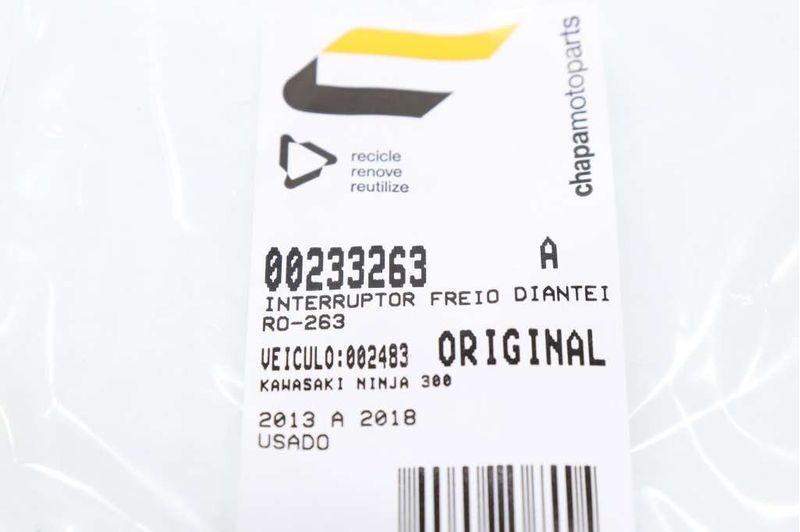 chapamotoparts
recicle
renove
reutilize
00233263 A
INTERRUPTOR FREIO DIANTEI
RO-263
VEICULO:002483 ORIGINAL
KAWASAKI NINJA 300
2013 A 2018
USADO